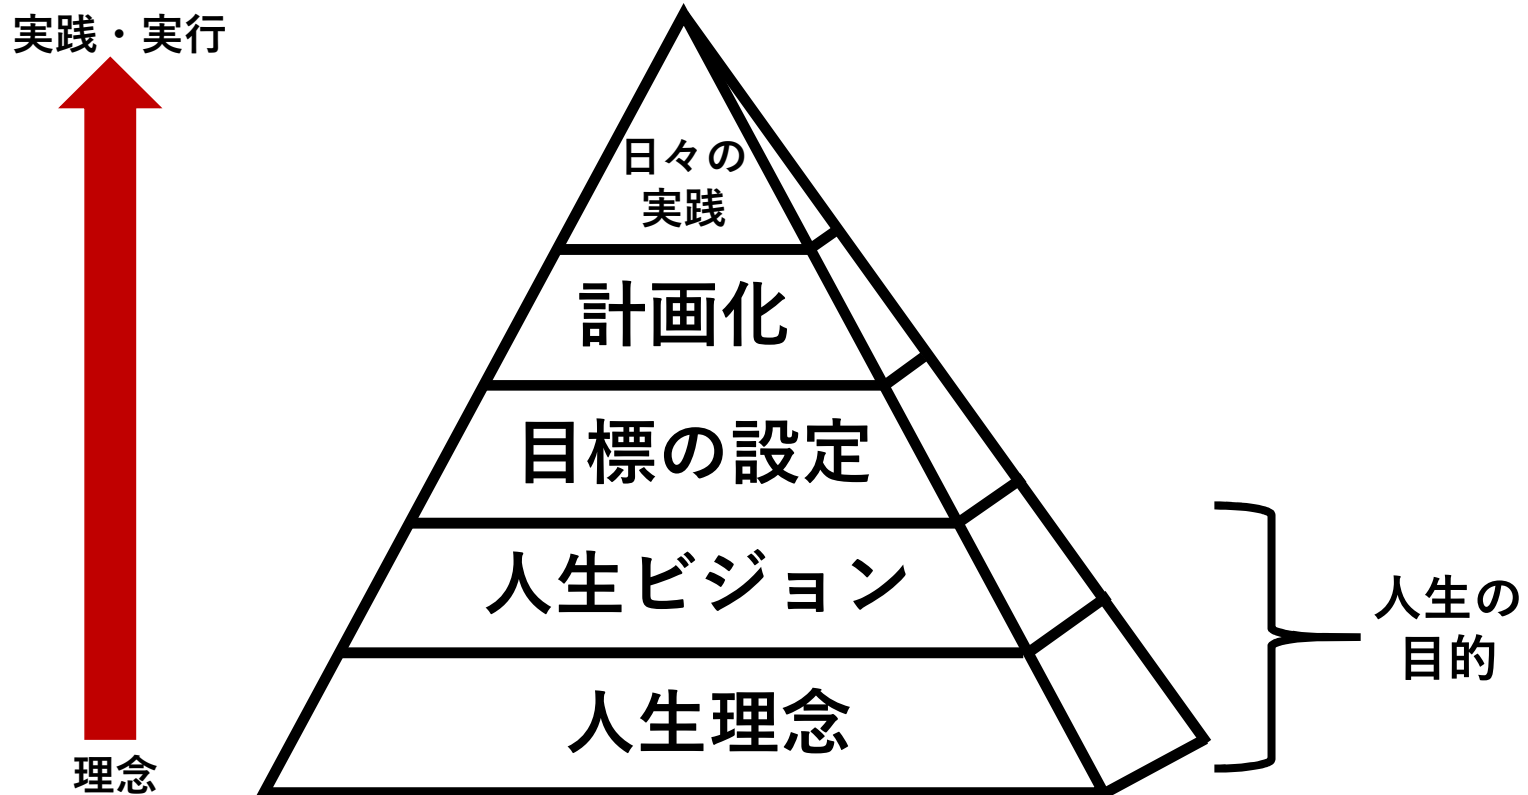 実践・実行
日々の
実践
計画化
目標の設定
人生ビジョン
人生理念
人生の
目的
理念